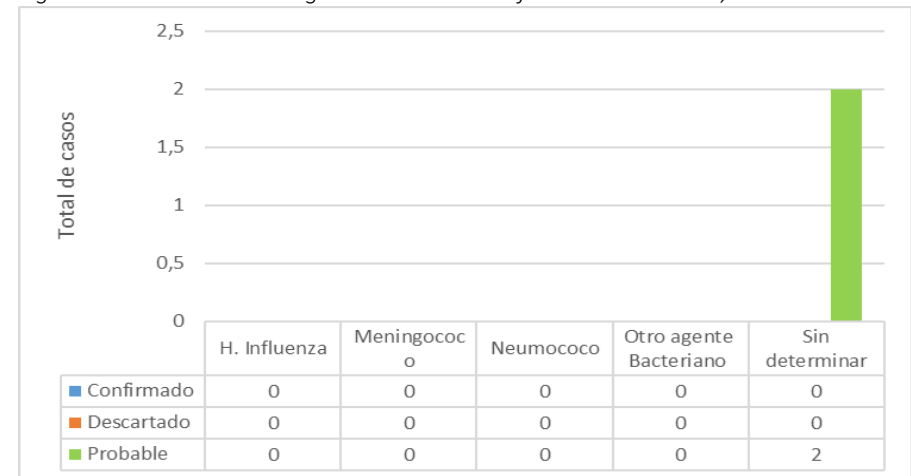 2,5
2
1,5
1
0,5
0
Total de casos
H. Influenza Meningococo Neumococo Otro agente Bacteriano Sin determinar
Confirmado 0 0 0 0 0
Descartado 0 0 0 0 0
Probable 0 0 0 0 2